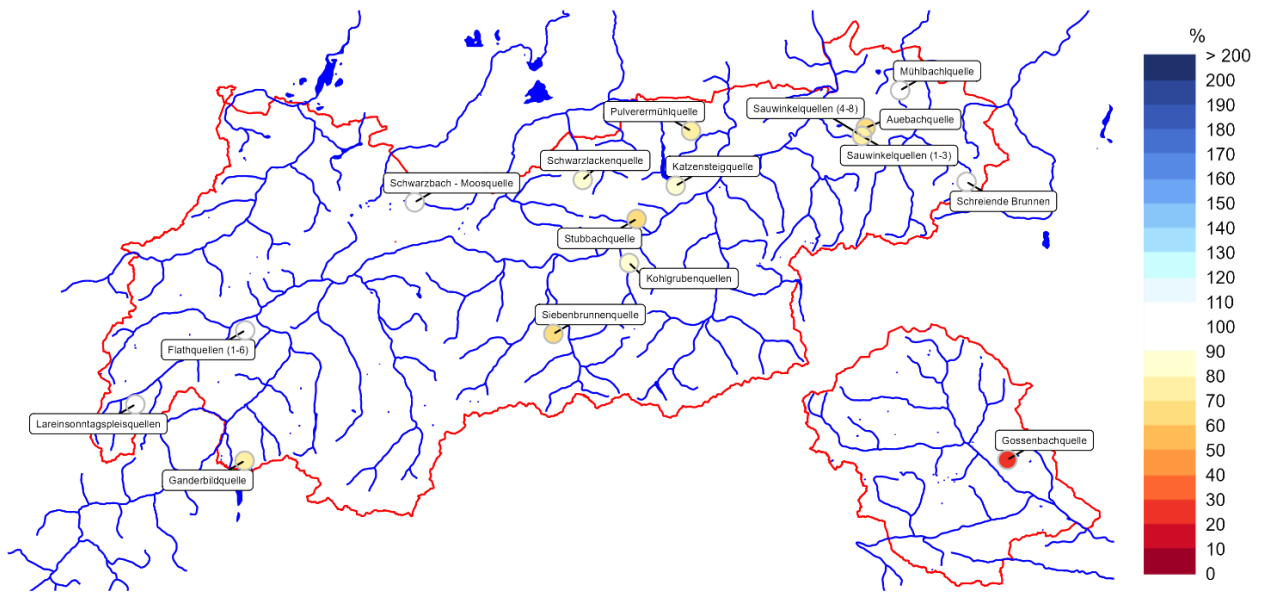 %
> 200
200
190
180
170
160
150
140
130
120
110
100
90
80
70
60
50
40
30
20
10
0
Mühlbachlquelle
Sauwinkelquellen (4-8)
Pulverermühlquelle
Auebachquelle
Sauwinkelquellen (1-3)
Schwarzlackenquelle
Katzensteigquelle
Schwarzbach - Moosquelle
Schreiende Brunnen
Stubbachquelle
Kohlgrubenquellen
Siebenbrunnenquelle
Flathquellen (1-6)
Lareinsonntagspleisquellen
Gossenbachquelle
Ganderbildquelle